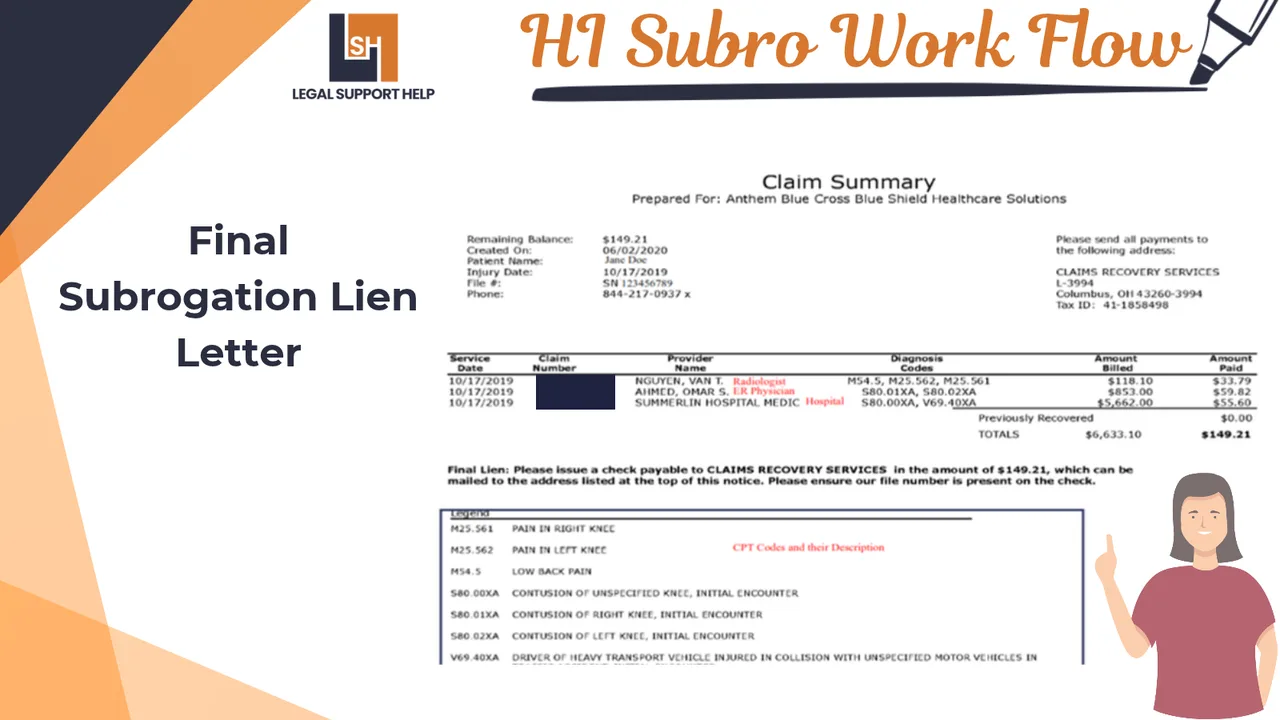 SH
LEGAL SUPPORT HELP
HI Subro Work Flow
Final
Subrogation Lien
Letter
Claim Summary
Prepared For: Anthem Blue Cross Blue Shield Healthcare Solutions
Remaining Balance: $149.21
Created On: 06/02/2020
Patient Name: Jane Doe
Injury Date: 10/17/2019
File #: SN 123456789
Phone: 844-217-0937 x
Please send all payments to
the following address:
CLAIMS RECOVERY SERVICES
L-3994
Columbus, OH 43260-3994
Tax ID: 41-1858498
Service Date Claim Number Provider Name Diagnosis Codes Amount Billed Amount Paid
10/17/2019 NGUYEN, VAN T. Radiologist M54.5, M25.562, M25.561 $118.10 $33.79
10/17/2019 AHMED, OMAR S. ER Physician S80.01XA, S80.02XA $853.00 $59.82
10/17/2019 SUMMERLIN HOSPITAL MEDIC Hospital S80.00XA, V69.40XA $5,662.00 $55.60
Previously Recovered $0.00
TOTALS $6,633.10 $149.21
Final Lien: Please issue a check payable to CLAIMS RECOVERY SERVICES in the amount of $149.21, which can be
mailed to the address listed at the top of this notice. Please ensure our file number is present on the check.
Legend
M25.561 PAIN IN RIGHT KNEE
M25.562 PAIN IN LEFT KNEE
CPT Codes and their Description
M54.5 LOW BACK PAIN
S80.00XA CONTUSION OF UNSPECIFIED KNEE, INITIAL ENCOUNTER
S80.01XA CONTUSION OF RIGHT KNEE, INITIAL ENCOUNTER
S80.02XA CONTUSION OF LEFT KNEE, INITIAL ENCOUNTER
V69.40XA DRIVER OF HEAVY TRANSPORT VEHICLE INJURED IN COLLISION WITH UNSPECIFIED MOTOR VEHICLES IN